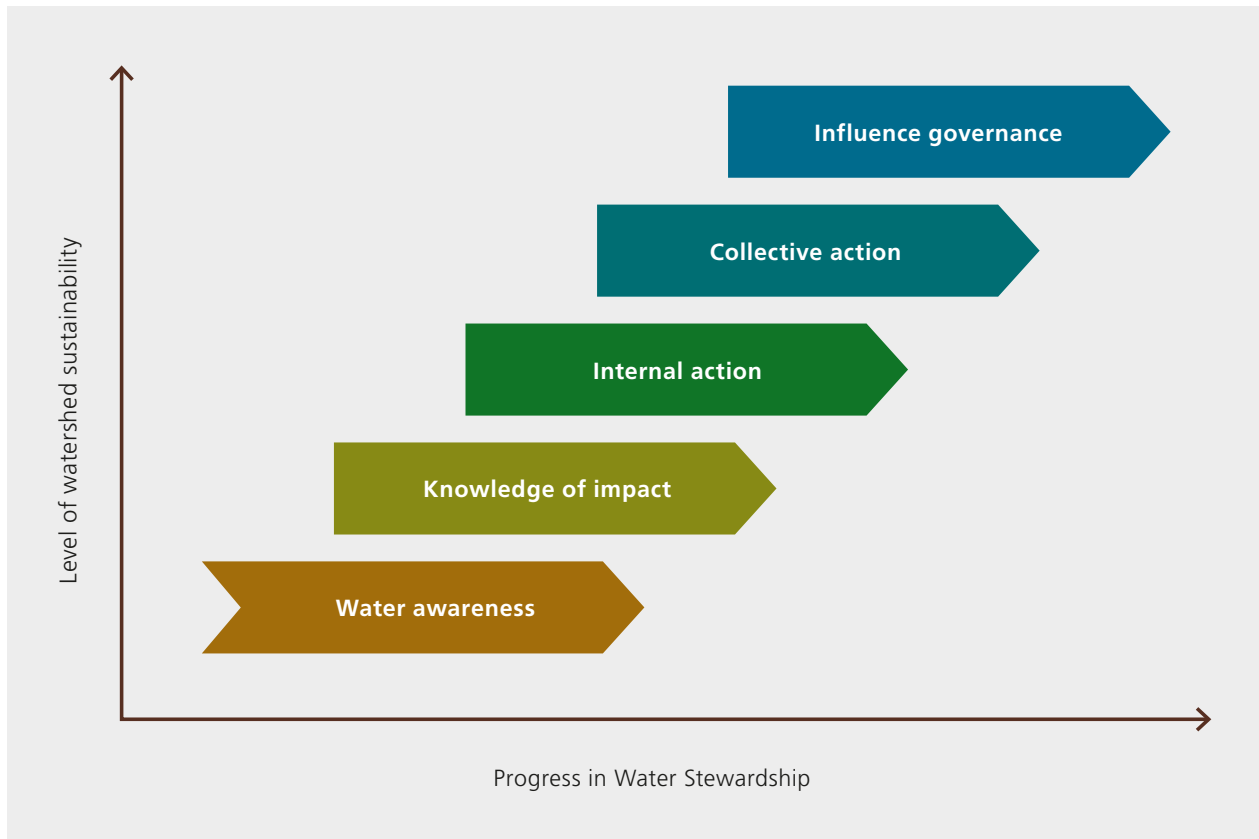 Influence governance
Collective action
Internal action
Knowledge of impact
Water awareness
Level of watershed sustainability
Progress in Water Stewardship